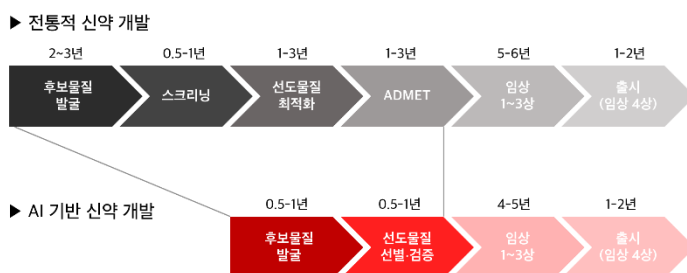 ▶ 전통적 신약 개발
2~3년 0.5-1년 1-3년 1-3년 5-6년 1-2년
후보물질
발굴
스크리닝
선도물질
최적화
ADMET
임상
1~3상
출시
(임상 4상)
▶ AI 기반 신약 개발
0.5-1년 0.5-1년 4-5년 1-2년
후보물질
발굴
선도물질
선별·검증
임상
1~3상
출시
(임상 4상)